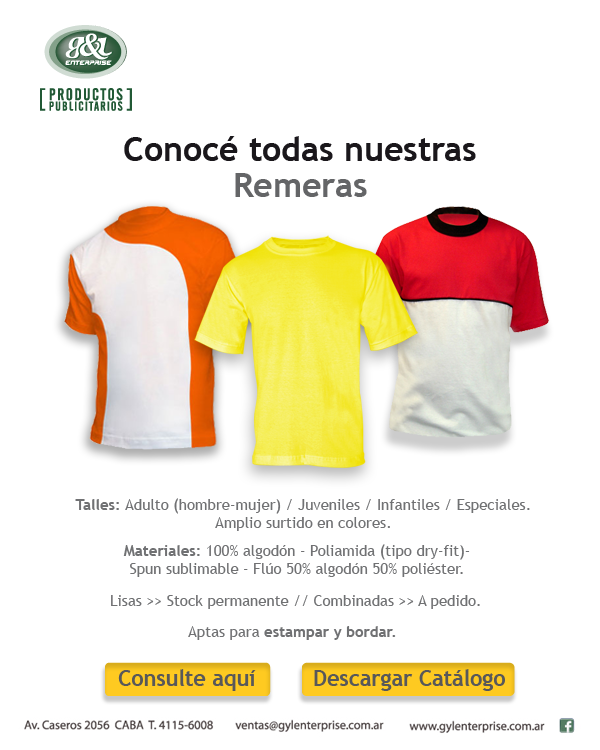 g&l
ENTERPRISE
[PRODUCTOS
PUBLICITARIOS]
Conocé todas nuestras
Remeras
Talles: Adulto (hombre-mujer) / Juveniles / Infantiles / Especiales.
Amplio surtido en colores.
Materiales: 100% algodón - Poliamida (tipo dry-fit)-
Spun sublimable - Flúo 50% algodón 50% poliéster.
Lisas >> Stock permanente // Combinadas >> A pedido.
Aptas para estampar y bordar.
Consulte aquí
Descargar Catálogo
Av. Caseros 2056 CABA T. 4115-6008 ventas@gylenterprise.com.ar www.gylenterprise.com.ar f